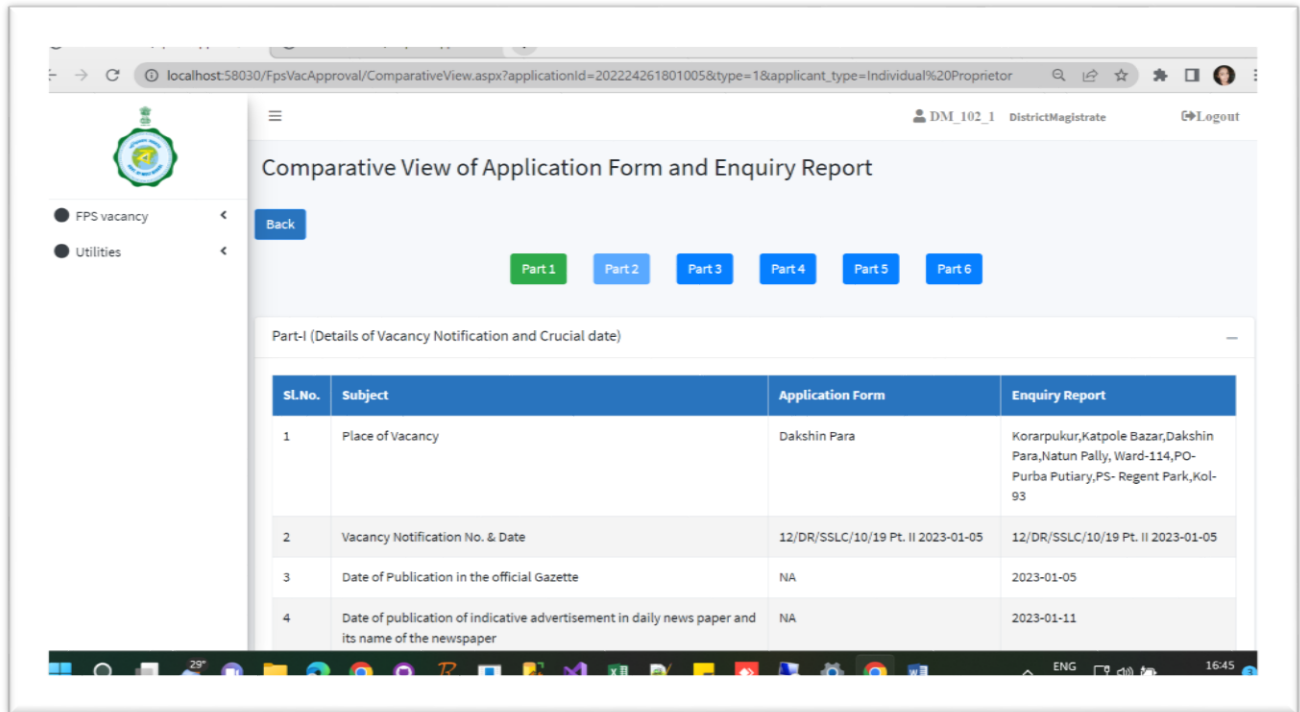 localhost:58030/FpsVacApproval/ComparativeView.aspx?applicationId=202224261801005&type=1&applicant_type=Individual%20Proprietor
DM_102_1 DistrictMagistrate Logout
Comparative View of Application Form and Enquiry Report
FPS vacancy
Utilities
Back
Part 1 Part 2 Part 3 Part 4 Part 5 Part 6
Part-I (Details of Vacancy Notification and Crucial date)
Sl.No. Subject Application Form Enquiry Report
1 Place of Vacancy Dakshin Para Korarpukur,Katpole Bazar,Dakshin
Para,Natun Pally, Ward-114,PO-
Purba Putiary,PS- Regent Park,Kol-
93
2 Vacancy Notification No. & Date 12/DR/SSLC/10/19 Pt. II 2023-01-05 12/DR/SSLC/10/19 Pt. II 2023-01-05
3 Date of Publication in the official Gazette NA 2023-01-05
4 Date of publication of indicative advertisement in daily news paper and NA 2023-01-11
its name of the newspaper
29°
ENG
16:45